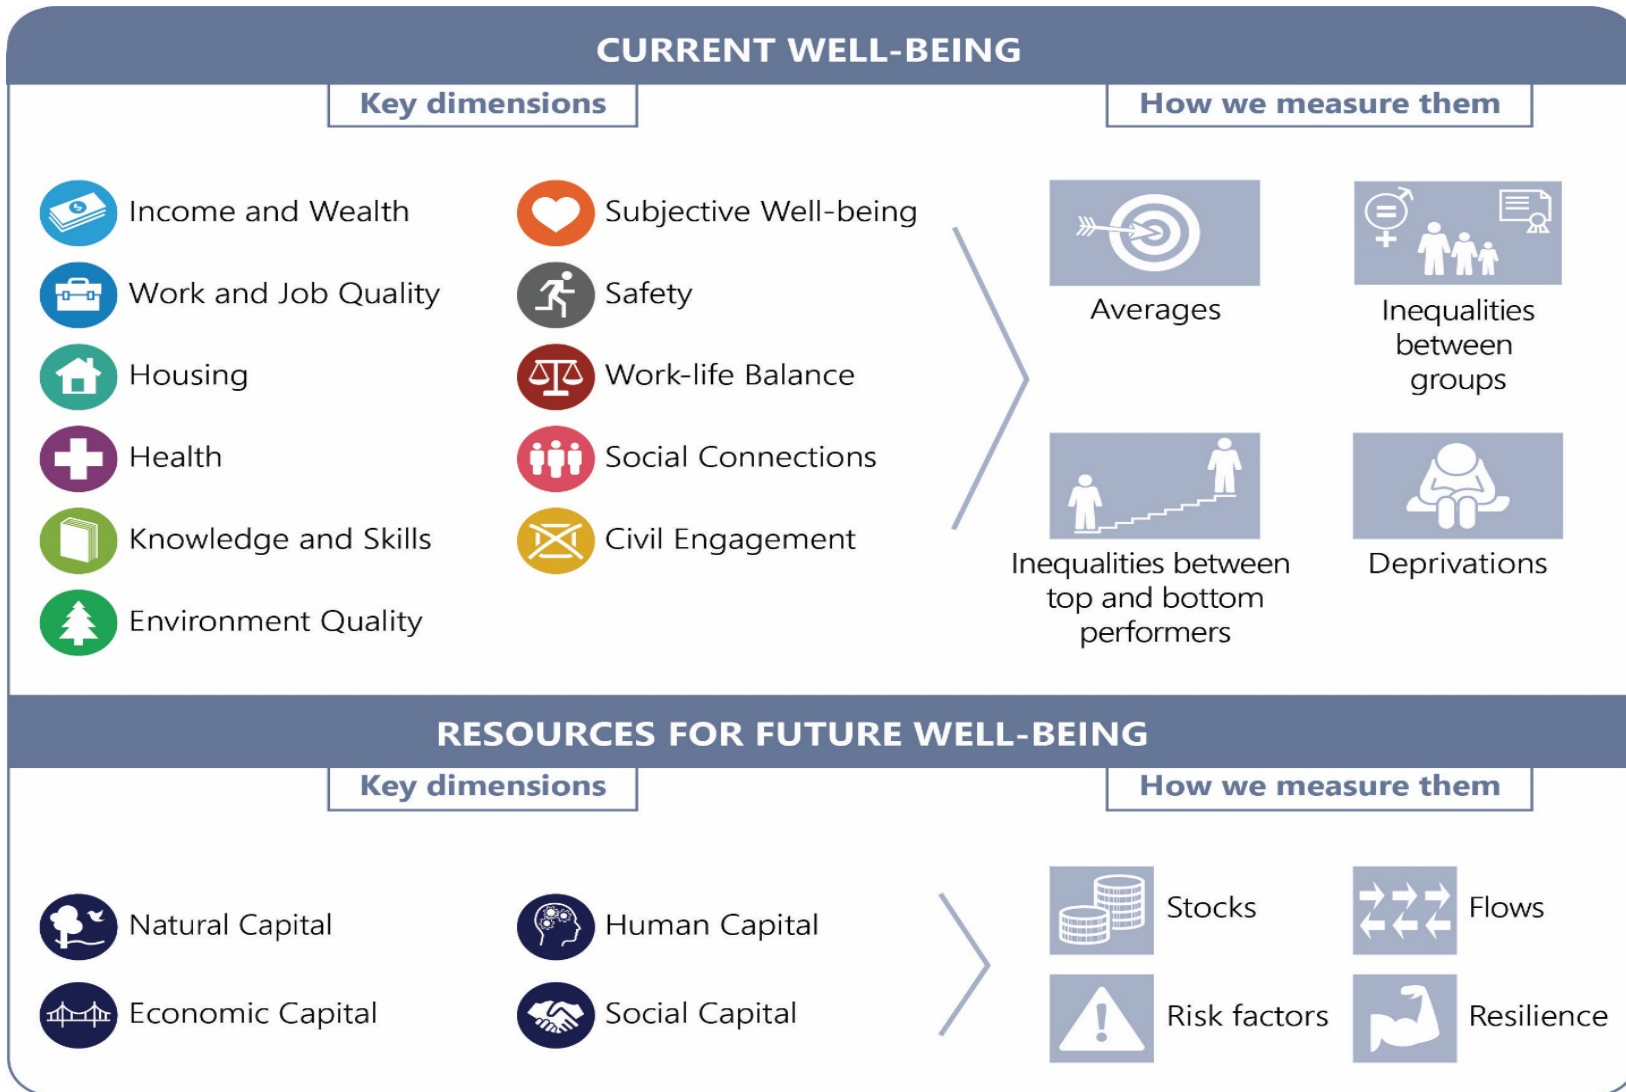 CURRENT WELL-BEING
Key dimensions
How we measure them
Income and Wealth
Subjective Well-being
Work and Job Quality
Safety
Housing
Work-life Balance
Health
Social Connections
Knowledge and Skills
Civil Engagement
Environment Quality
Averages
Inequalities
between
groups
Inequalities between
top and bottom
performers
Deprivations
RESOURCES FOR FUTURE WELL-BEING
Key dimensions
How we measure them
Natural Capital
Human Capital
Economic Capital
Social Capital
Stocks
Flows
Risk factors
Resilience